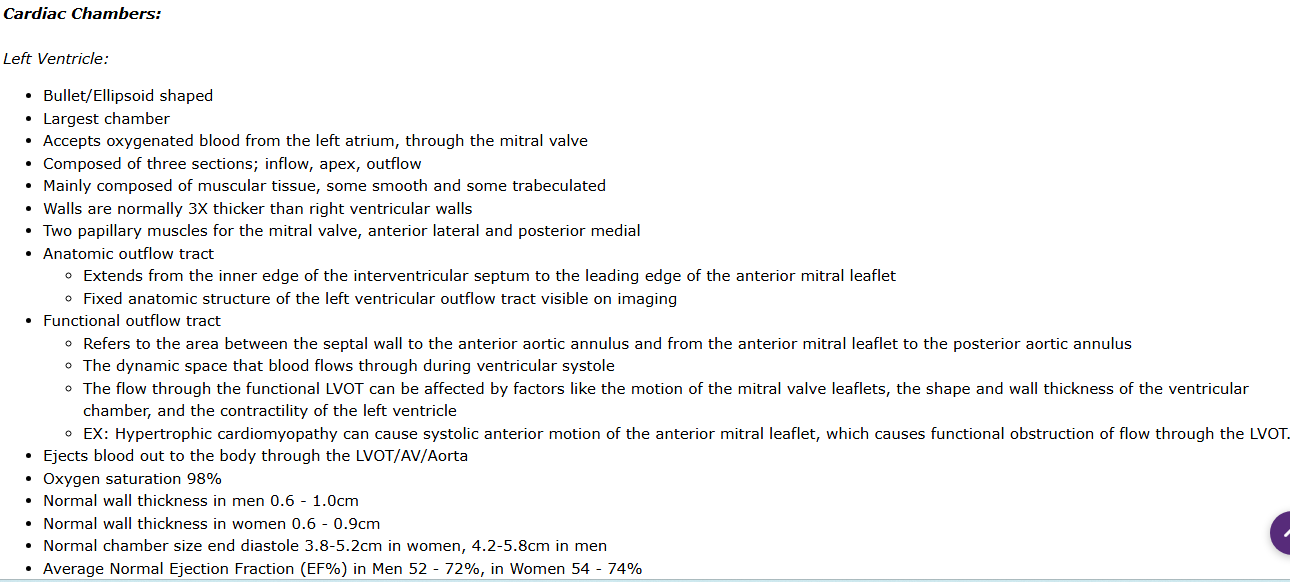 Cardiac Chambers:
Left Ventricle:
• Bullet/Ellipsoid shaped
• Largest chamber
• Accepts oxygenated blood from the left atrium, through the mitral valve
• Composed of three sections; inflow, apex, outflow
• Mainly composed of muscular tissue, some smooth and some trabeculated
• Walls are normally 3X thicker than right ventricular walls
• Two papillary muscles for the mitral valve, anterior lateral and posterior medial
• Anatomic outflow tract
◦ Extends from the inner edge of the interventricular septum to the leading edge of the anterior mitral leaflet
◦ Fixed anatomic structure of the left ventricular outflow tract visible on imaging
• Functional outflow tract
◦ Refers to the area between the septal wall to the anterior aortic annulus and from the anterior mitral leaflet to the posterior aortic annulus
◦ The dynamic space that blood flows through during ventricular systole
◦ The flow through the functional LVOT can be affected by factors like the motion of the mitral valve leaflets, the shape and wall thickness of the ventricular
chamber, and the contractility of the left ventricle
◦ EX: Hypertrophic cardiomyopathy can cause systolic anterior motion of the anterior mitral leaflet, which causes functional obstruction of flow through the LVOT.
• Ejects blood out to the body through the LVOT/AV/Aorta
• Oxygen saturation 98%
• Normal wall thickness in men 0.6 - 1.0cm
• Normal wall thickness in women 0.6 - 0.9cm
• Normal chamber size end diastole 3.8-5.2cm in women, 4.2-5.8cm in men
• Average Normal Ejection Fraction (EF%) in Men 52 - 72%, in Women 54 - 74%